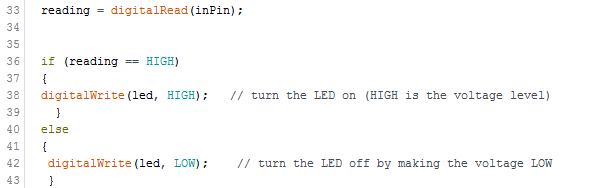 33 reading = digitalRead(inPin);
34
35
36 if (reading == HIGH)
37 {
38 digitalWrite(led, HIGH);   // turn the LED on (HIGH is the voltage level)
39   }
40 else
41 {
42  digitalWrite(led, LOW);    // turn the LED off by making the voltage LOW
43  }